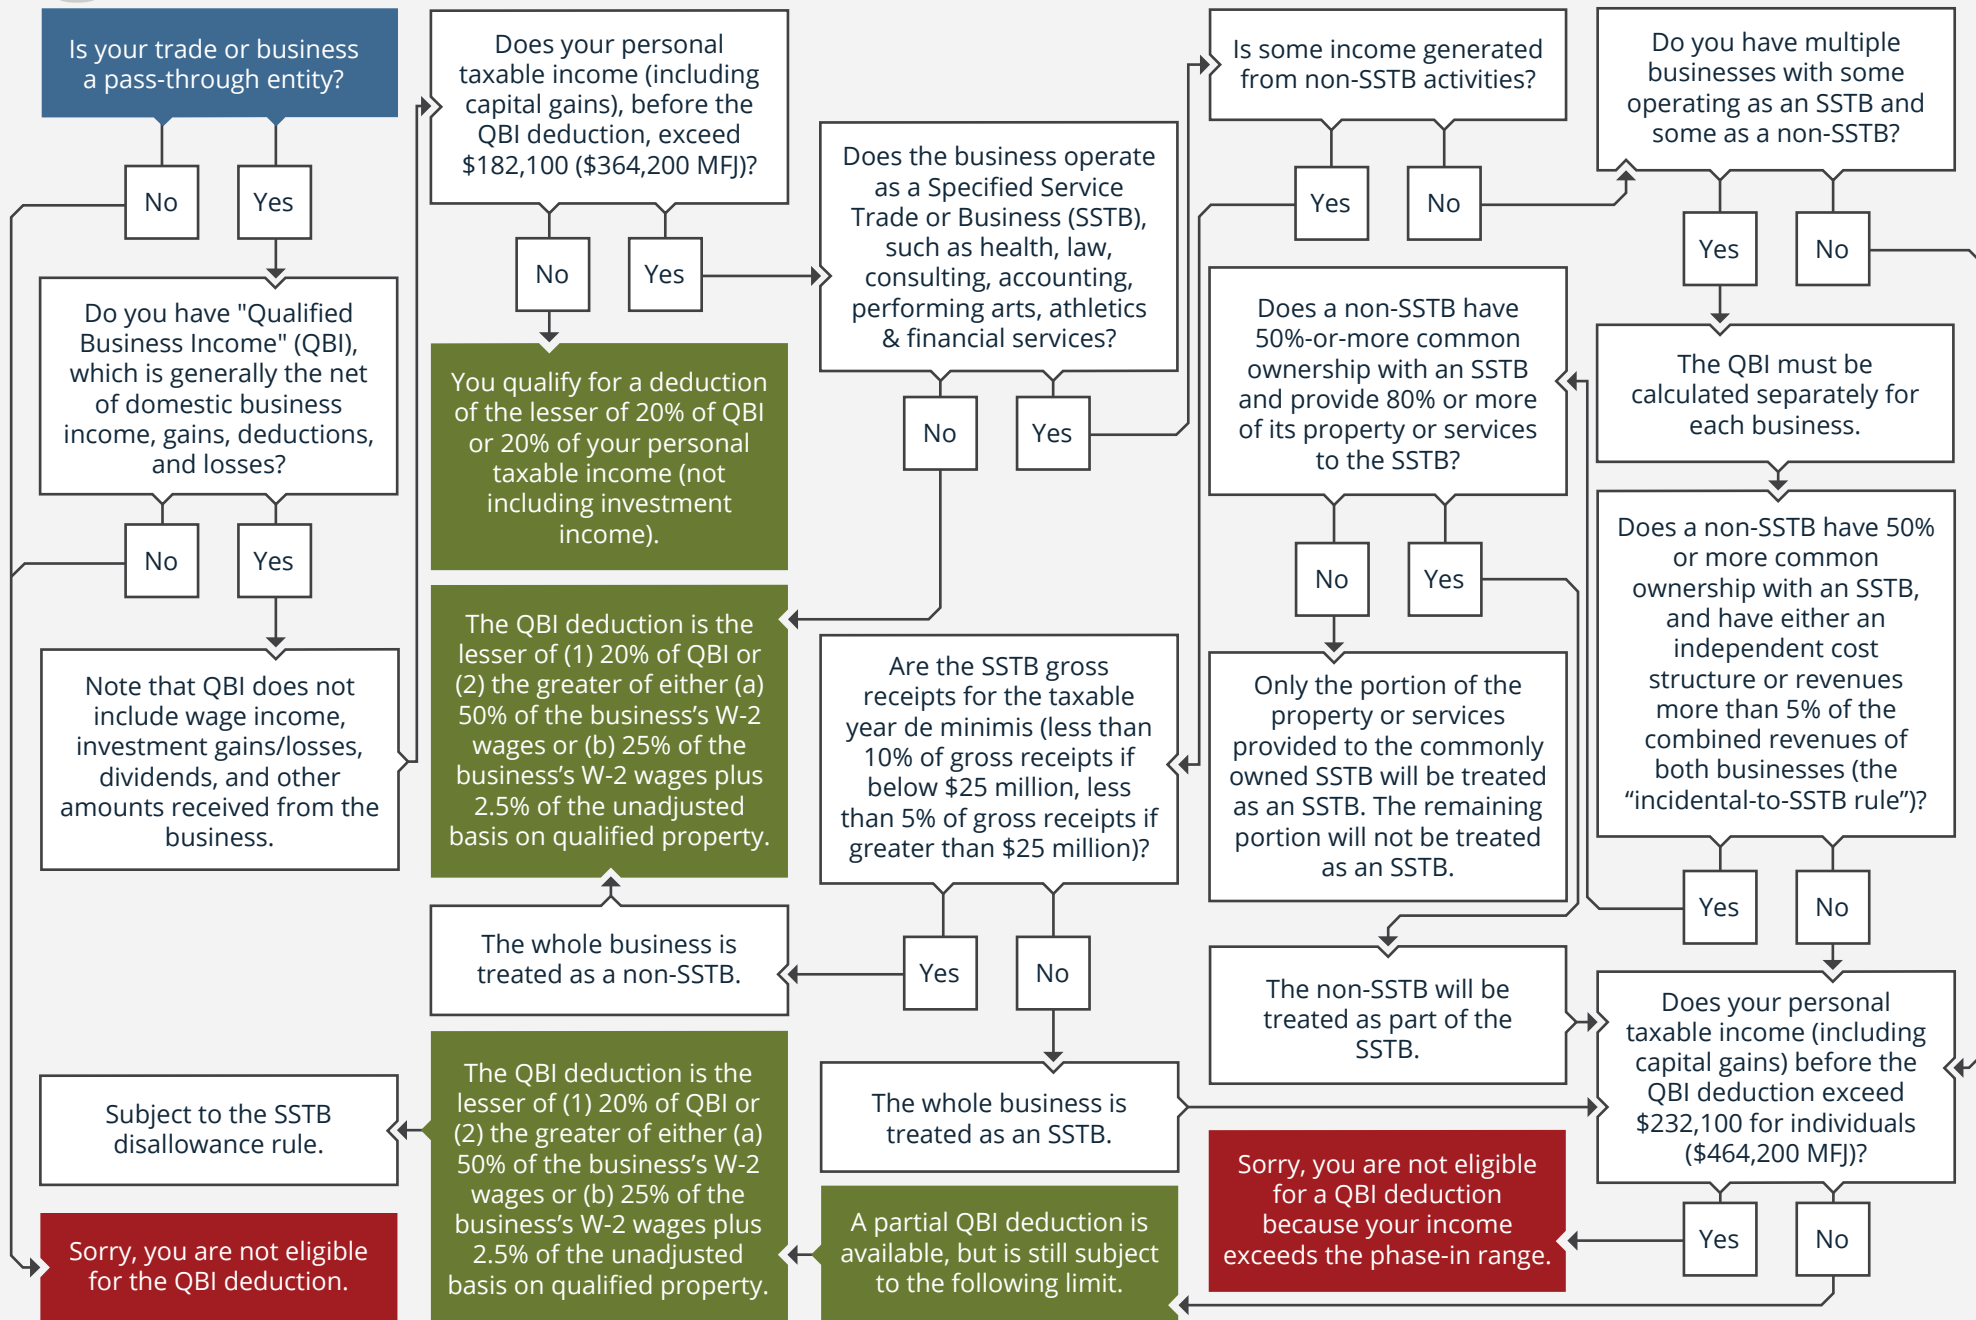 Is your trade or business
a pass-through entity?
No
Yes
Do you have "Qualified
Business Income" (QBI),
which is generally the net
of domestic business
income, gains, deductions,
and losses?
No
Yes
Note that QBI does not
include wage income,
investment gains/losses,
dividends, and other
amounts received from the
business.
Subject to the SSTB
disallowance rule.
Sorry, you are not eligible
for the QBI deduction.
Does your personal
taxable income (including
capital gains), before the
QBI deduction, exceed
$182,100 ($364,200 MFJ)?
No
Yes
You qualify for a deduction
of the lesser of 20% of QBI
or 20% of your personal
taxable income (not
including investment
income).
The QBI deduction is the
lesser of (1) 20% of QBI or
(2) the greater of either (a)
50% of the business’s W-2
wages or (b) 25% of the
business’s W-2 wages plus
2.5% of the unadjusted
basis on qualified property.
The whole business is
treated as a non-SSTB.
The QBI deduction is the
lesser of (1) 20% of QBI or
(2) the greater of either (a)
50% of the business’s W-2
wages or (b) 25% of the
business’s W-2 wages plus
2.5% of the unadjusted
basis on qualified property.
Does the business operate
as a Specified Service
Trade or Business (SSTB),
such as health, law,
consulting, accounting,
performing arts, athletics
& financial services?
No
Yes
Are the SSTB gross
receipts for the taxable
year de minimis (less than
10% of gross receipts if
below $25 million, less
than 5% of gross receipts if
greater than $25 million)?
Yes
No
The whole business is
treated as an SSTB.
A partial QBI deduction is
available, but is still subject
to the following limit.
Is some income generated
from non-SSTB activities?
Yes
No
Does a non-SSTB have
50%-or-more common
ownership with an SSTB
and provide 80% or more
of its property or services
to the SSTB?
No
Yes
Only the portion of the
property or services
provided to the commonly
owned SSTB will be treated
as an SSTB. The remaining
portion will not be treated
as an SSTB.
The non-SSTB will be
treated as part of the
SSTB.
Sorry, you are not eligible
for a QBI deduction
because your income
exceeds the phase-in range.
Do you have multiple
businesses with some
operating as an SSTB and
some as a non-SSTB?
Yes
No
The QBI must be
calculated separately for
each business.
Does a non-SSTB have 50%
or more common
ownership with an SSTB,
and have either an
independent cost
structure or revenues
more than 5% of the
combined revenues of
both businesses (the
“incidental-to-SSTB rule”)?
Yes
No
Does your personal
taxable income (including
capital gains) before the
QBI deduction exceed
$232,100 for individuals
($464,200 MFJ)?
Yes
No